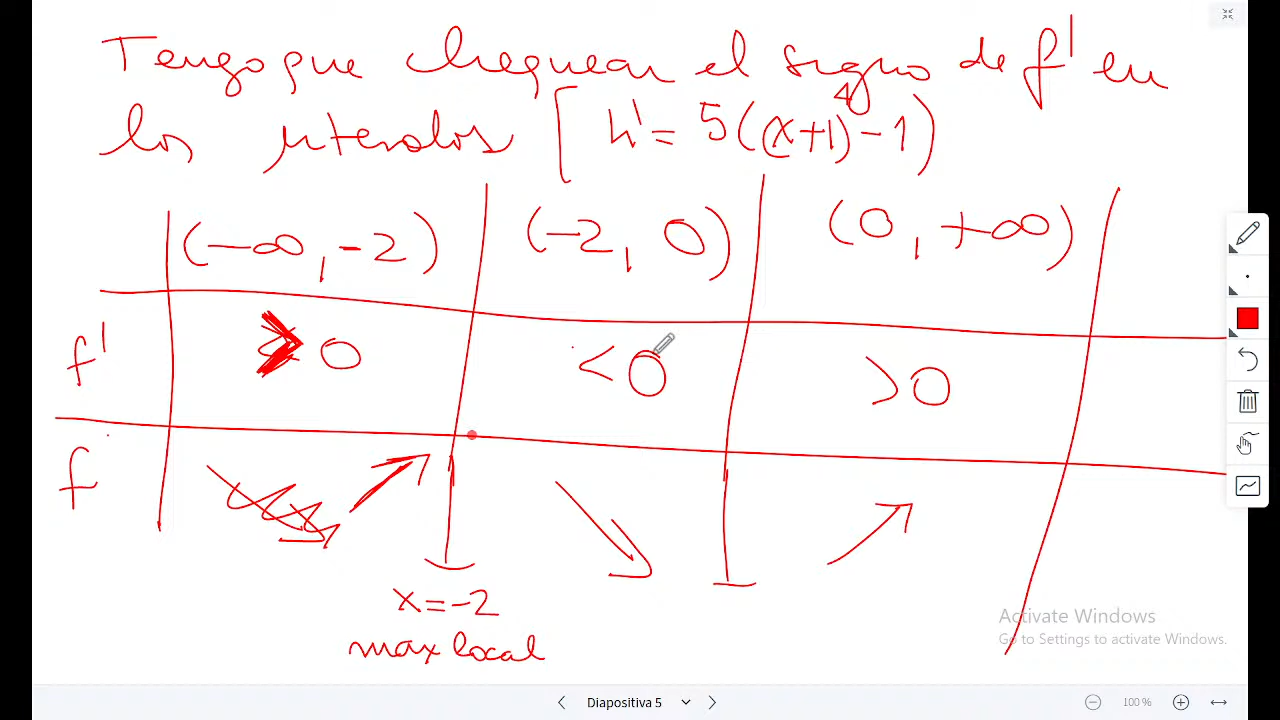 Tengo que chequear el signo de f' en
los intervalos [ h' = 5((x+1)⁴ - 1)
(-∞, -2) (-2, 0) (0, +∞)
f' > 0 < 0 > 0
f
x = -2
max local
Activate Windows
Go to Settings to activate Windows.
Diapositiva 5
100 %